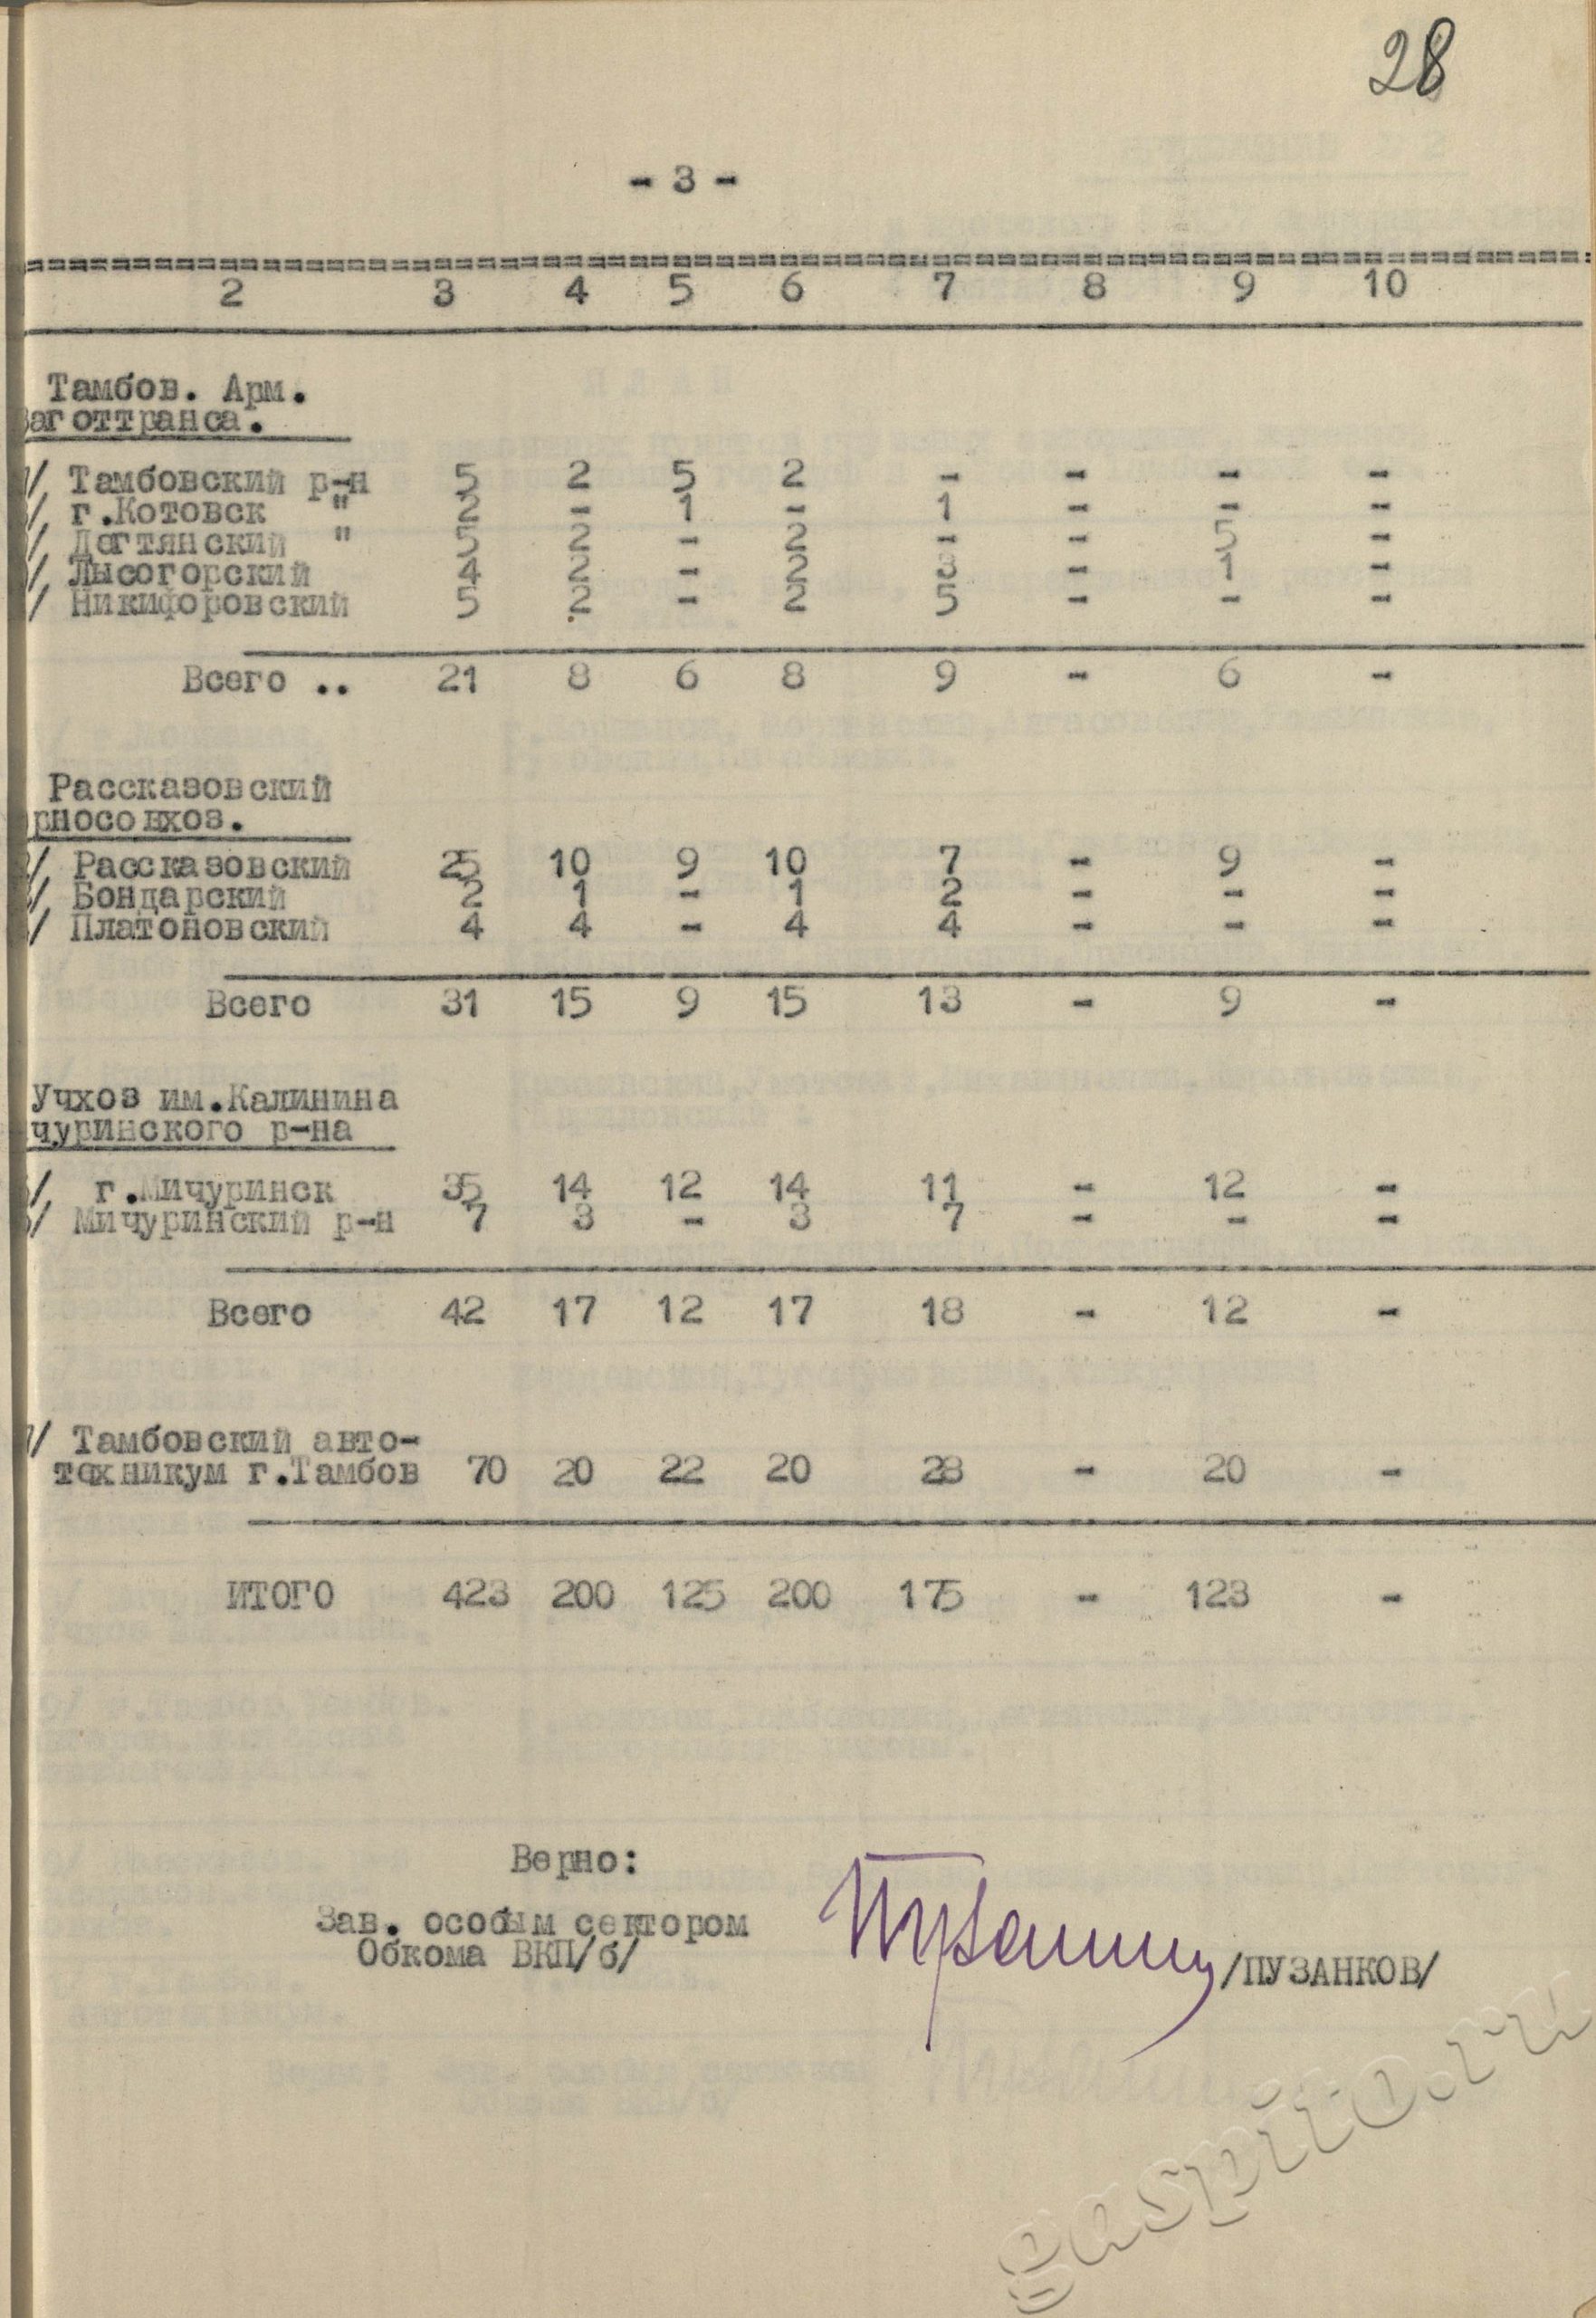 28
- 3 -
2 3 4 5 6 7 8 9 10
Тамбов. Арм.
аготтранса.
/ Тамбовский р-н 5 2 5 2 - - - -
/ г.Котовск " 2 - 1 - 1 - - -
/ Дегтянский " 5 2 - 2 - - 5 -
/ Лысогорский 4 2 - 2 3 - 1 -
/ Никифоровский 5 2 - 2 5 - - -
Всего .. 21 8 6 8 9 - 6 -
Рассказовский
рносовхоз.
/ Рассказовский 25 10 9 10 7 - 9 -
/ Бондарский 2 1 - 1 2 - - -
/ Платоновский 4 4 - 4 4 - - -
Всего 31 15 9 15 13 - 9 -
Учхоз им.Калинина
чуринского р-на
/ г.Мичуринск 35 14 12 14 11 - 12 -
/ Мичуринский р-н 7 3 - 3 7 - - -
Всего 42 17 12 17 18 - 12 -
/ Тамбовский авто-
техникум г.Тамбов 70 20 22 20 28 - 20 -
ИТОГО 423 200 125 200 175 - 123 -
Верно:
Зав. особым сектором
Обкома ВКП/б/
/ПУЗАНКОВ/
gaspito.ru